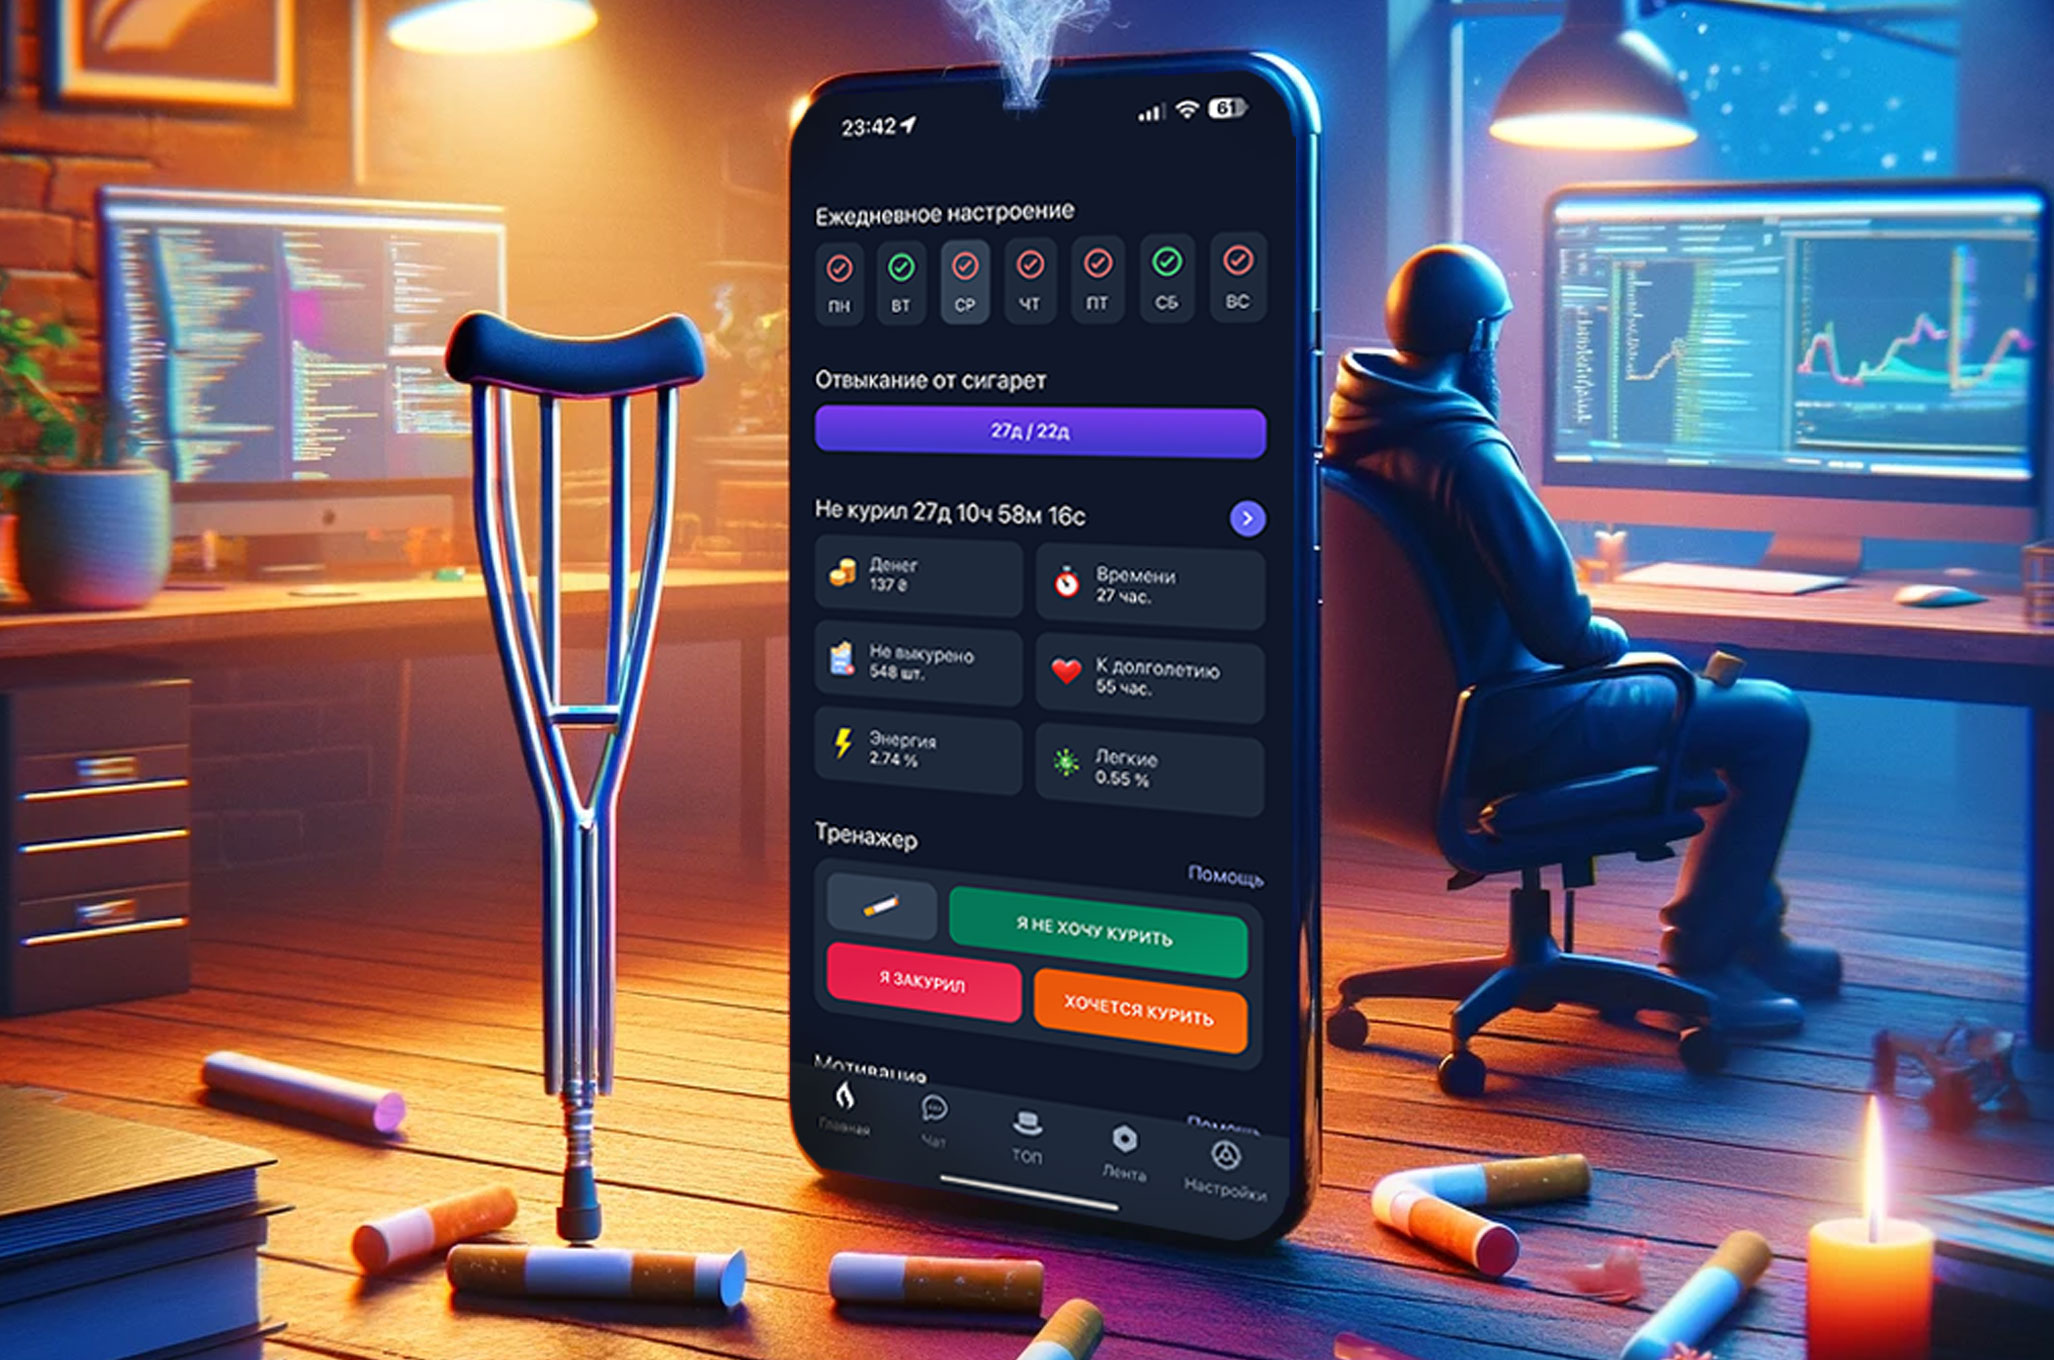 23:42
61
Ежедневное настроение
ПН ВТ СР ЧТ ПТ СБ ВС
Отвыкание от сигарет
27д / 22д
Не курил 27д 10ч 58м 16с
Денег
137 ₴
Времени
27 час.
Не выкурено
548 шт.
К долголетию
55 час.
Энергия
2.74 %
Легкие
0.55 %
Тренажер
Помощь
Я НЕ ХОЧУ КУРИТЬ
Я ЗАКУРИЛ
ХОЧЕТСЯ КУРИТЬ
Мотивация
Помощь
Главная
Чат
ТОП
Лента
Настройки